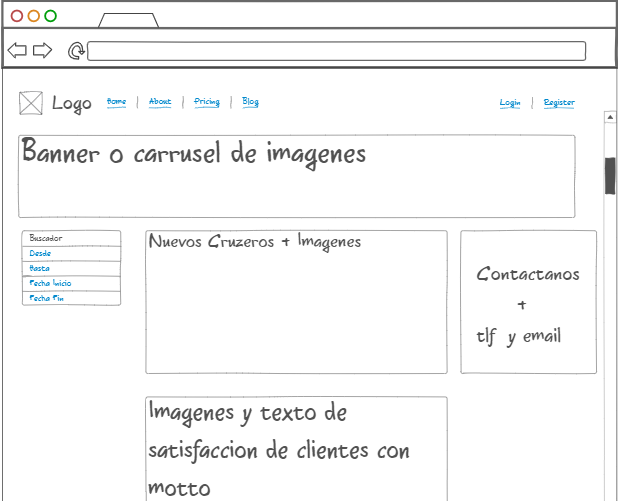 Logo Home | About | Pricing | Blog Login | Register
Banner o carrusel de imagenes
Buscador
Desde
Hasta
Fecha Inicio
Fecha Fin
Nuevos Cruzeros + Imagenes
Contactanos
+
tlf y email
Imagenes y texto de
satisfaccion de clientes con
motto